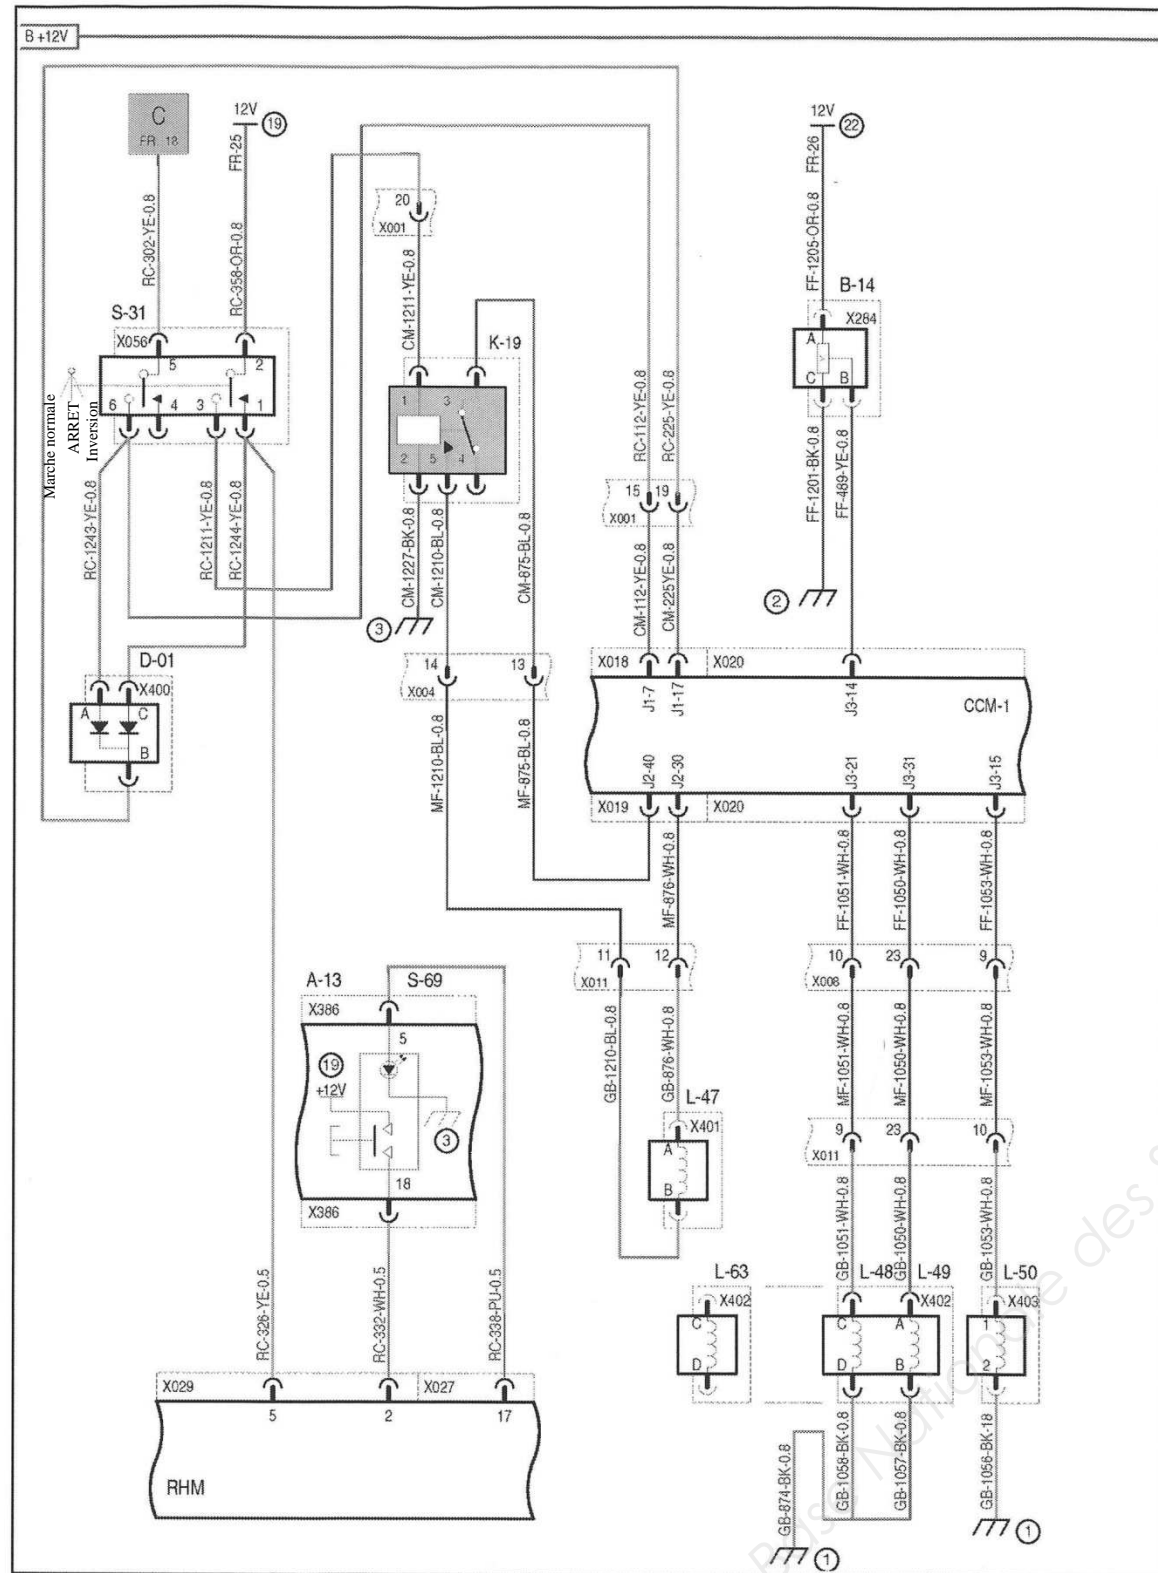 B +12V
C
FR 18
12V
19
FR-25
RC-302-YE-0.8
RC-358-OR-0.8
12V
22
FR-26
FF-1205-OR-0.8
20
X001
CM-1211-YE-0.8
S-31
X056
5
2
6
4
3
1
Marche normale
ARRET
Inversion
K-19
1
3
2
5
4
B-14
X284
A
C
B
RC-112-YE-0.8
RC-225-YE-0.8
15
19
X001
RC-1243-YE-0.8
RC-1211-YE-0.8
RC-1244-YE-0.8
CM-1227-BK-0.8
CM-1210-BL-0.8
CM-875-BL-0.8
CM-112-YE-0.8
CM-225YE-0.8
FF-1201-BK-0.8
FF-489-YE-0.8
3
2
D-01
X400
A
C
B
14
13
X004
MF-1210-BL-0.8
MF-875-BL-0.8
X018
X020
J1-7
J1-17
J3-14
CCM-1
J2-40
J2-30
J3-21
J3-31
J3-15
X019
X020
MF-876-WH-0.8
FF-1051-WH-0.8
FF-1050-WH-0.8
FF-1053-WH-0.8
11
12
X011
10
23
9
X008
GB-1210-BL-0.8
GB-876-WH-0.8
MF-1051-WH-0.8
MF-1050-WH-0.8
MF-1053-WH-0.8
A-13
S-69
X386
5
19
+12V
3
18
X386
L-47
X401
A
B
9
23
10
X011
GB-1051-WH-0.8
GB-1050-WH-0.8
GB-1053-WH-0.8
RC-326-YE-0.5
RC-332-WH-0.5
RC-338-PU-0.5
L-63
X402
C
D
L-48
L-49
X402
C
A
D
B
L-50
X403
1
2
X029
X027
5
2
17
RHM
GB-874-BK-0.8
GB-1058-BK-0.8
GB-1057-BK-0.8
GB-1056-BK-18
1
1
Base Nationale des